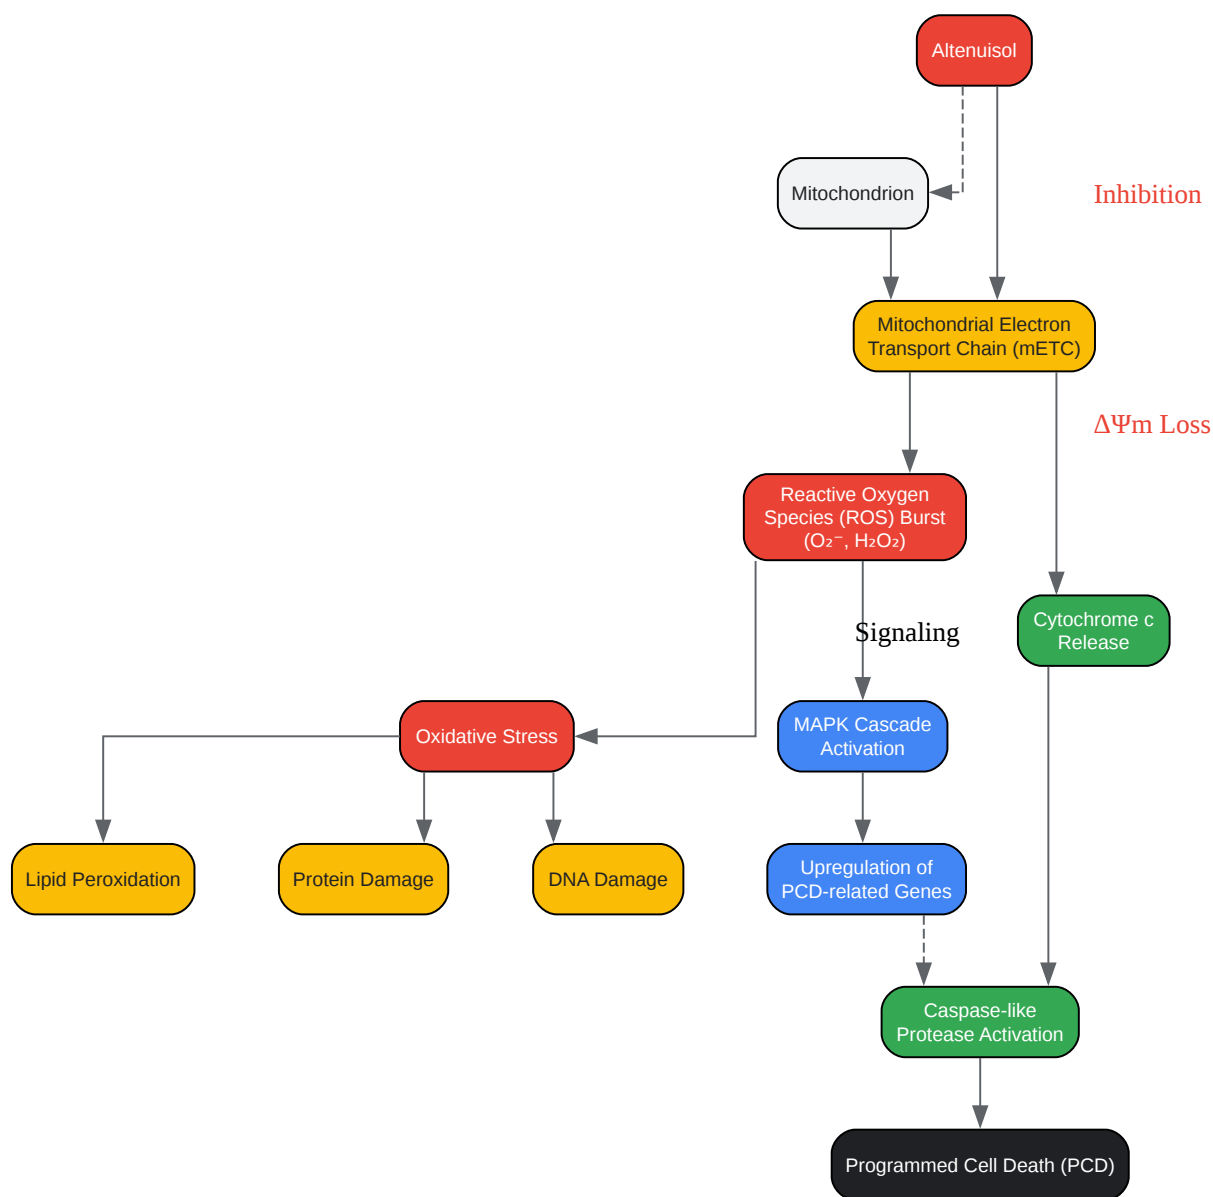 Altenuisol
Mitochondrion
Inhibition
Mitochondrial Electron
Transport Chain (mETC)
ΔΨm Loss
Reactive Oxygen
Species (ROS) Burst
(O₂⁻, H₂O₂)
Signaling
Cytochrome c
Release
Oxidative Stress
MAPK Cascade
Activation
Lipid Peroxidation
Protein Damage
DNA Damage
Upregulation of
PCD-related Genes
Caspase-like
Protease Activation
Programmed Cell Death (PCD)